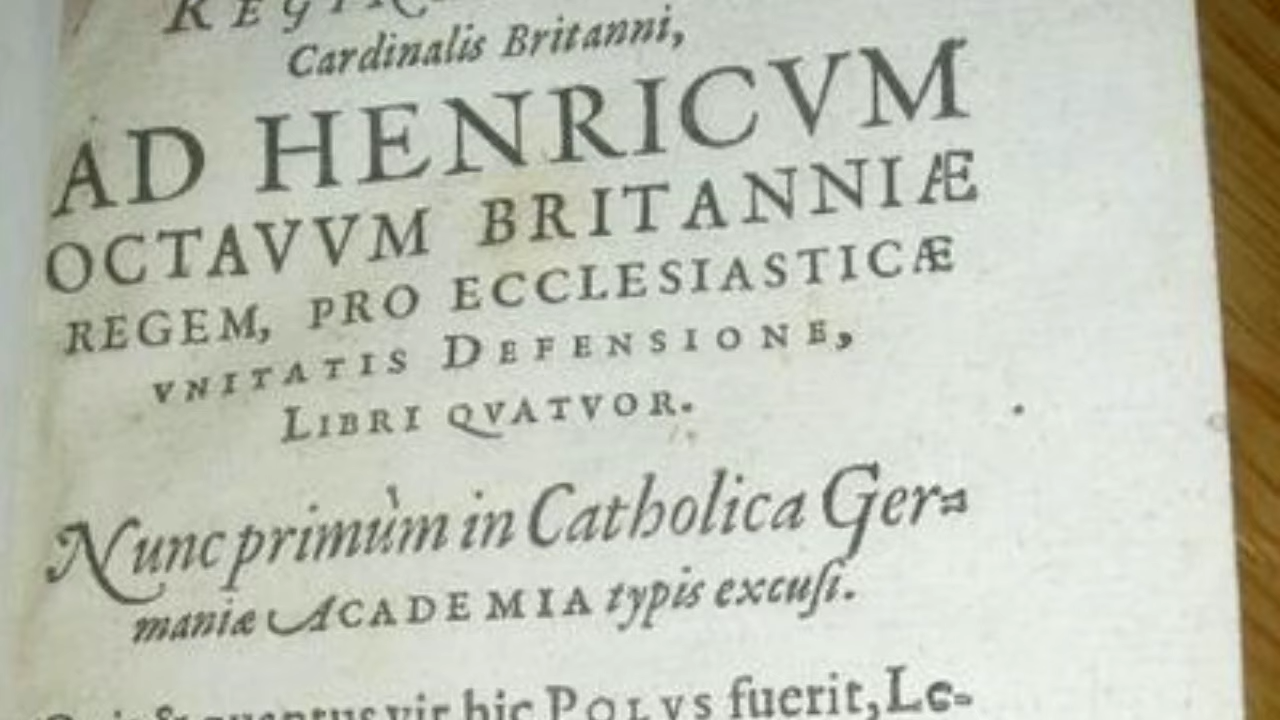 Cardinalis Britanni,
AD HENRICVM
OCTAVVM BRITANNIÆ
REGEM, PRO ECCLESIASTICÆ
VNITATIS DEFENSIONE,
LIBRI QVATVOR.
Nunc primùm in Catholica Ger=
maniæ ACADEMIA typis excuſi.
vir hic POLVS fuerit, Le-